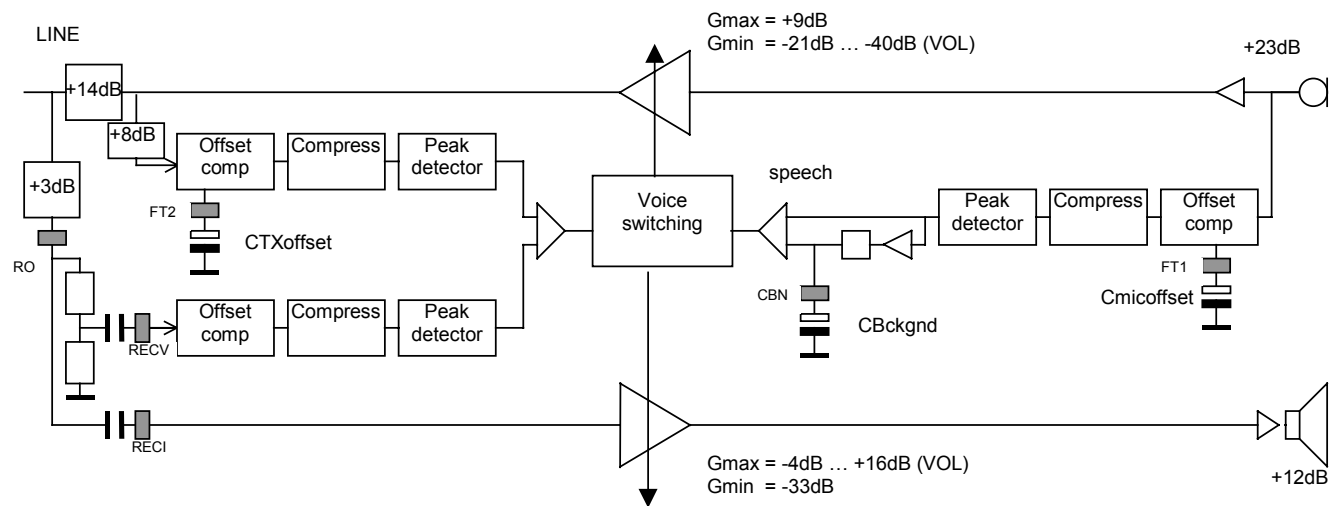 Gmax = +9dB
Gmin = -21dB … -40dB (VOL)
LINE
+23dB
+14dB
+8dB
Offset comp
Compress
Peak detector
+3dB
Voice switching
speech
Peak detector
Compress
Offset comp
FT2
CTXoffset
RO
CBN
CBckgnd
FT1
Cmicoffset
Offset comp
Compress
Peak detector
RECV
RECI
Gmax = -4dB … +16dB (VOL)
Gmin = -33dB
+12dB